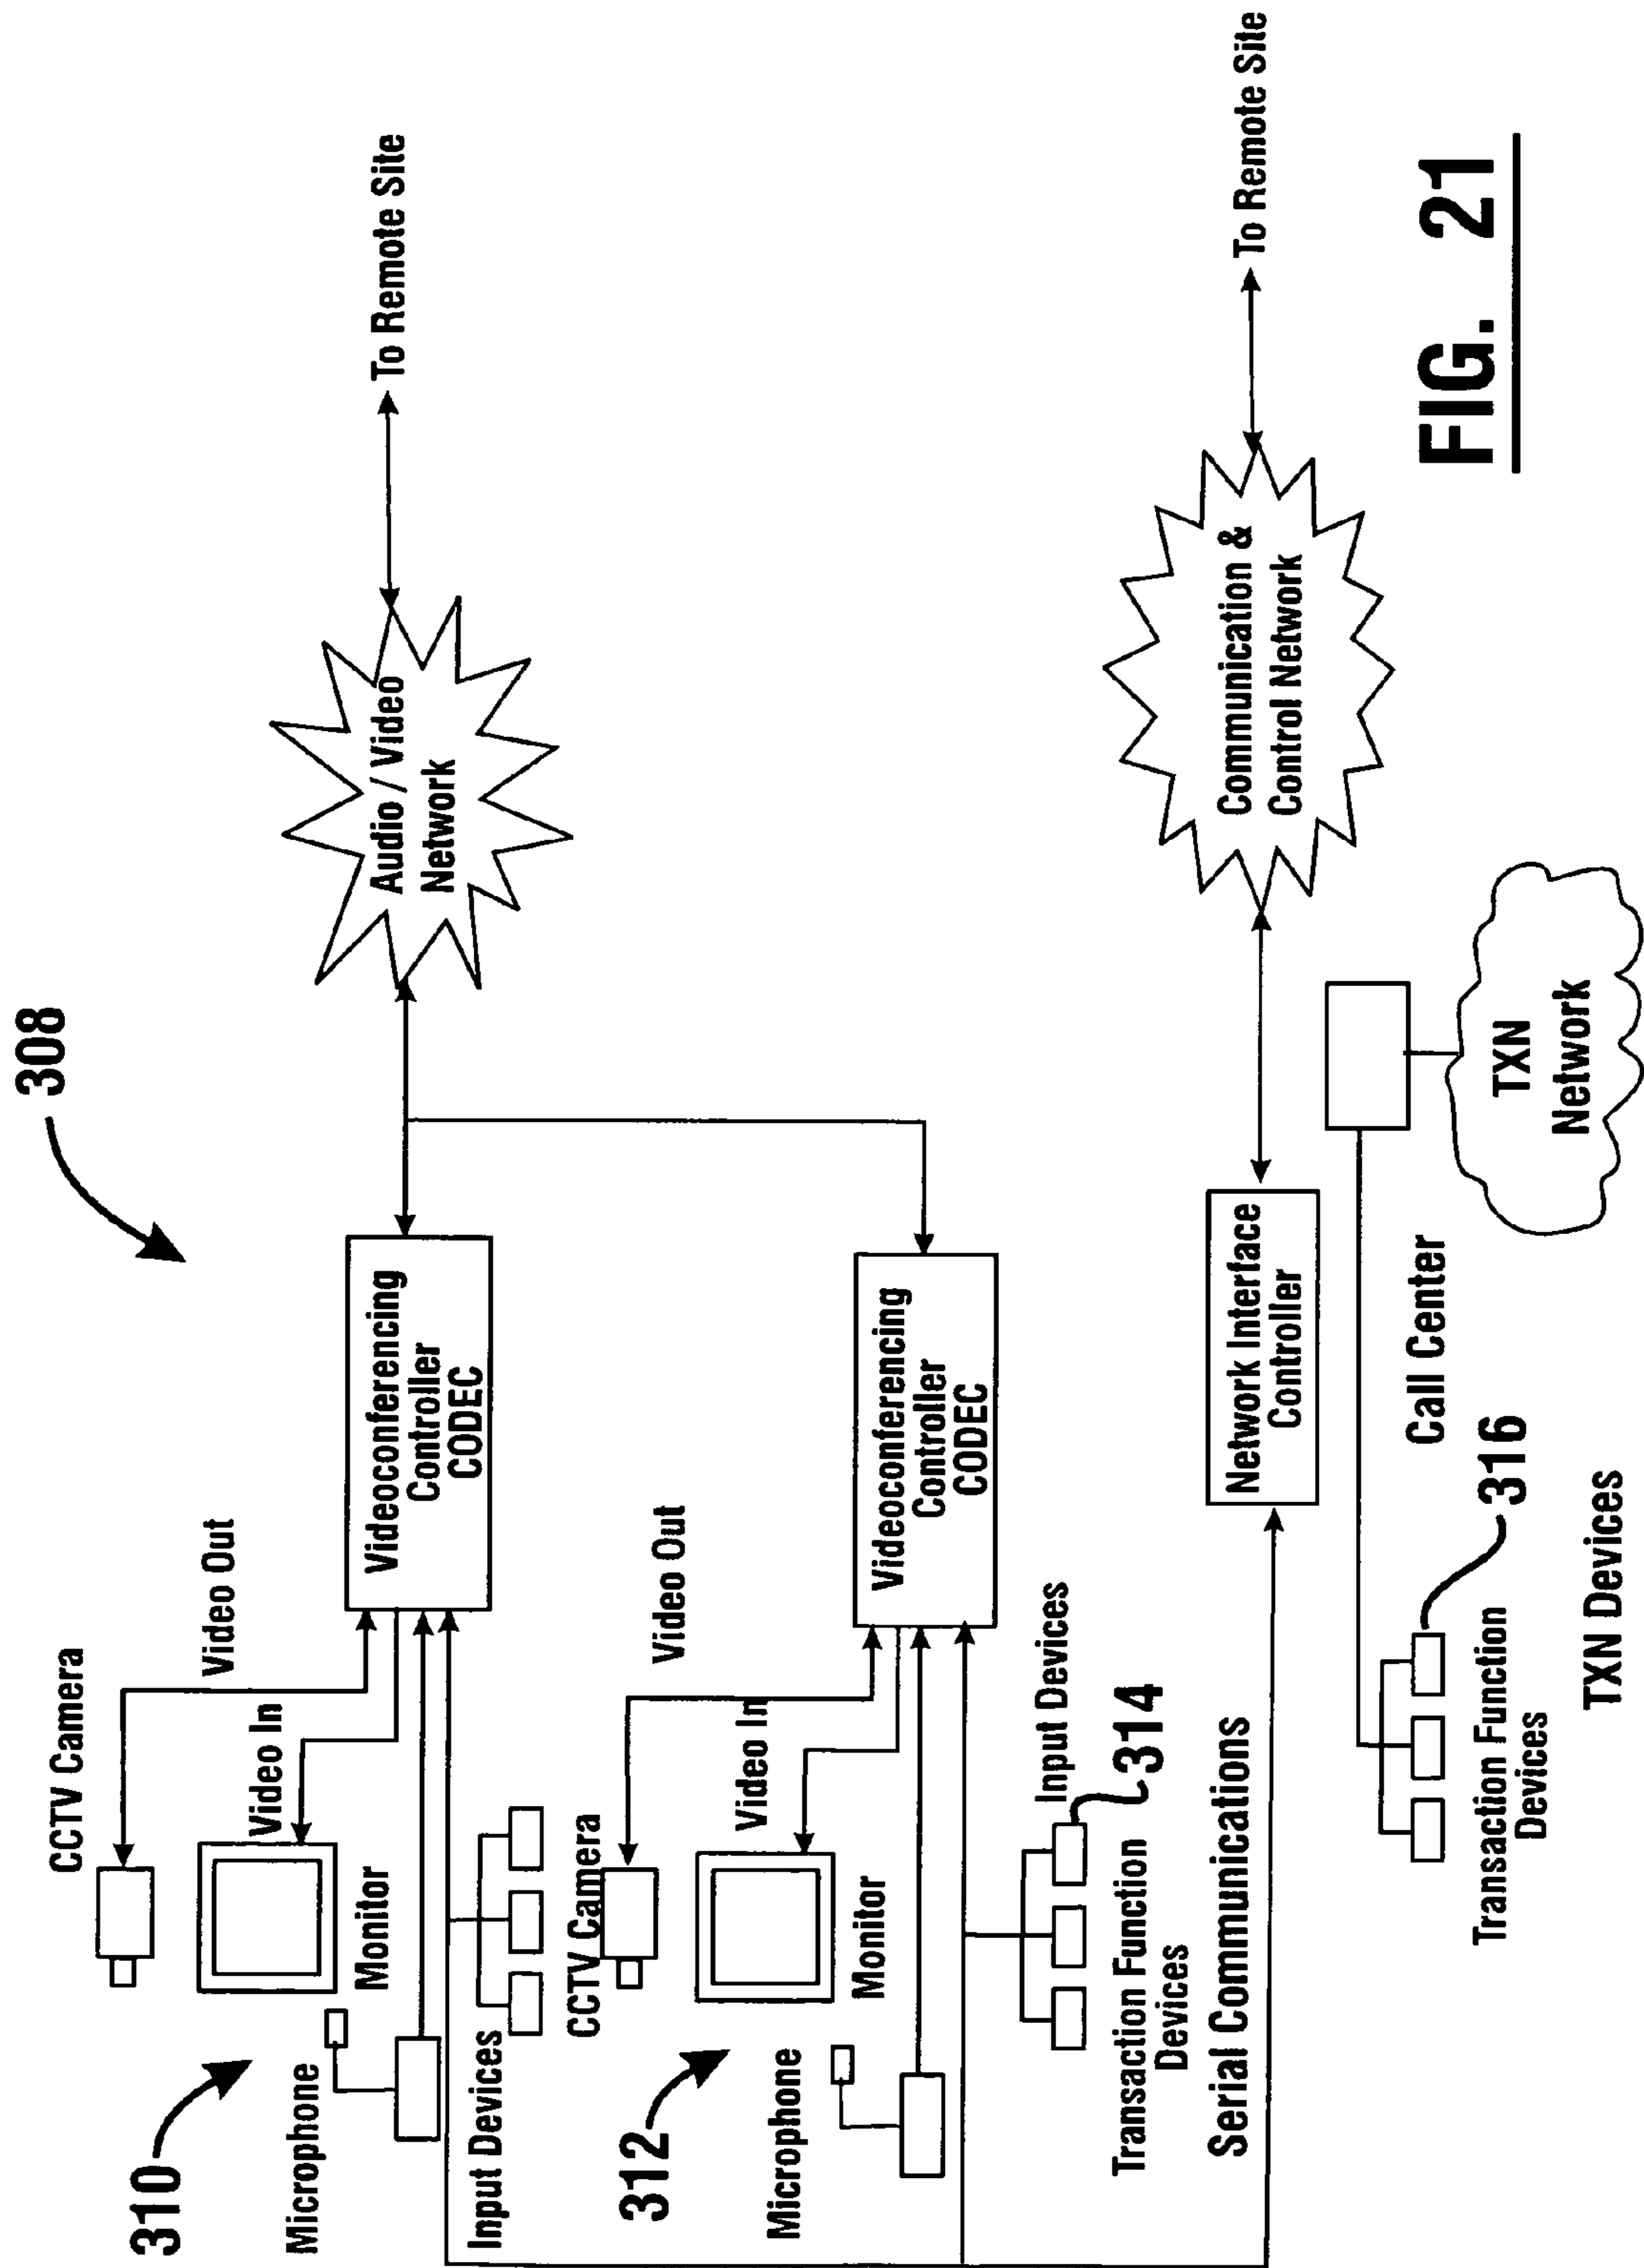 308
310
CCTV Camera
Video Out
Video In
Monitor
Microphone
Input Devices
Videoconferencing
Controller
CODEC
Audio / Video
Network
To Remote Site
312
CCTV Camera
Video Out
Video In
Monitor
Microphone
Input Devices
314
Transaction Function
Devices
Videoconferencing
Controller
CODEC
Serial Communications
Network Interface
Controller
Communication &
Control Network
To Remote Site
Call Center
316
Transaction Function
Devices
TXN Devices
TXN
Network
FIG. 21